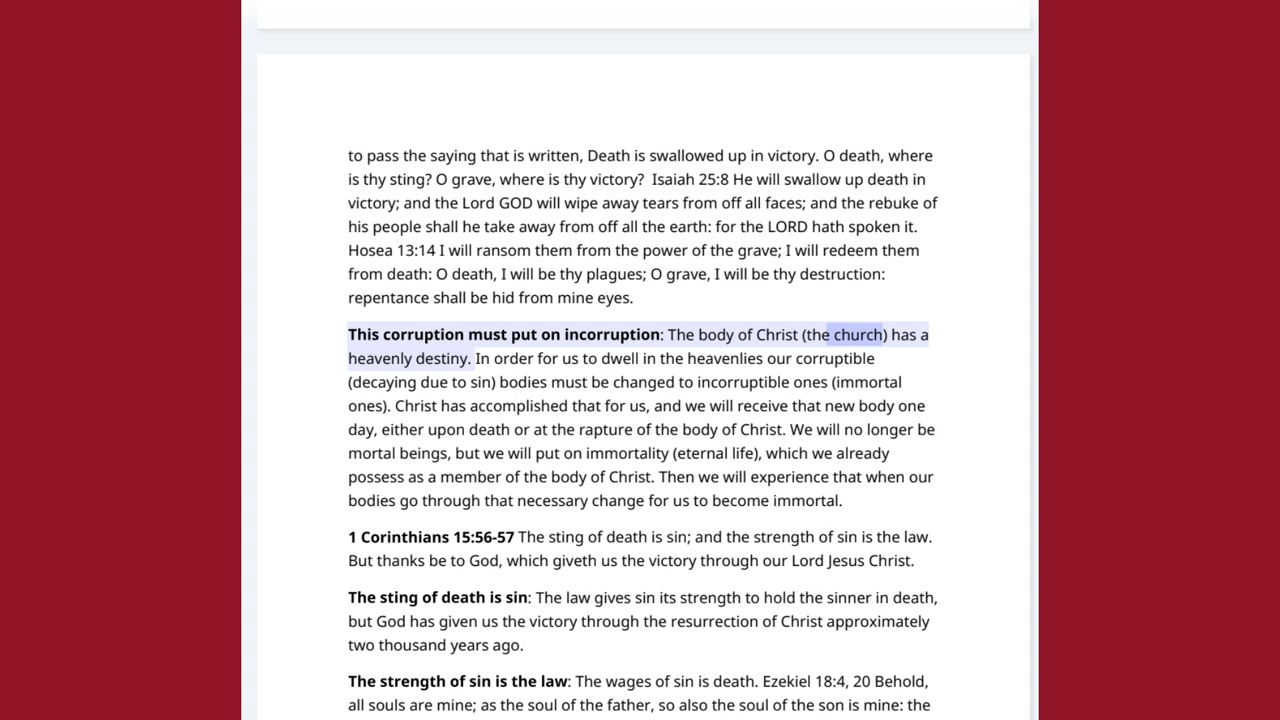 to pass the saying that is written, Death is swallowed up in victory. O death, where
is thy sting? O grave, where is thy victory?  Isaiah 25:8 He will swallow up death in
victory; and the Lord GOD will wipe away tears from off all faces; and the rebuke of
his people shall he take away from off all the earth: for the LORD hath spoken it.
Hosea 13:14 I will ransom them from the power of the grave; I will redeem them
from death: O death, I will be thy plagues; O grave, I will be thy destruction:
repentance shall be hid from mine eyes.
This corruption must put on incorruption: The body of Christ (the church) has a
heavenly destiny. In order for us to dwell in the heavenlies our corruptible
(decaying due to sin) bodies must be changed to incorruptible ones (immortal
ones). Christ has accomplished that for us, and we will receive that new body one
day, either upon death or at the rapture of the body of Christ. We will no longer be
mortal beings, but we will put on immortality (eternal life), which we already
possess as a member of the body of Christ. Then we will experience that when our
bodies go through that necessary change for us to become immortal.
1 Corinthians 15:56-57 The sting of death is sin; and the strength of sin is the law.
But thanks be to God, which giveth us the victory through our Lord Jesus Christ.
The sting of death is sin: The law gives sin its strength to hold the sinner in death,
but God has given us the victory through the resurrection of Christ approximately
two thousand years ago.
The strength of sin is the law: The wages of sin is death. Ezekiel 18:4, 20 Behold,
all souls are mine; as the soul of the father, so also the soul of the son is mine: the